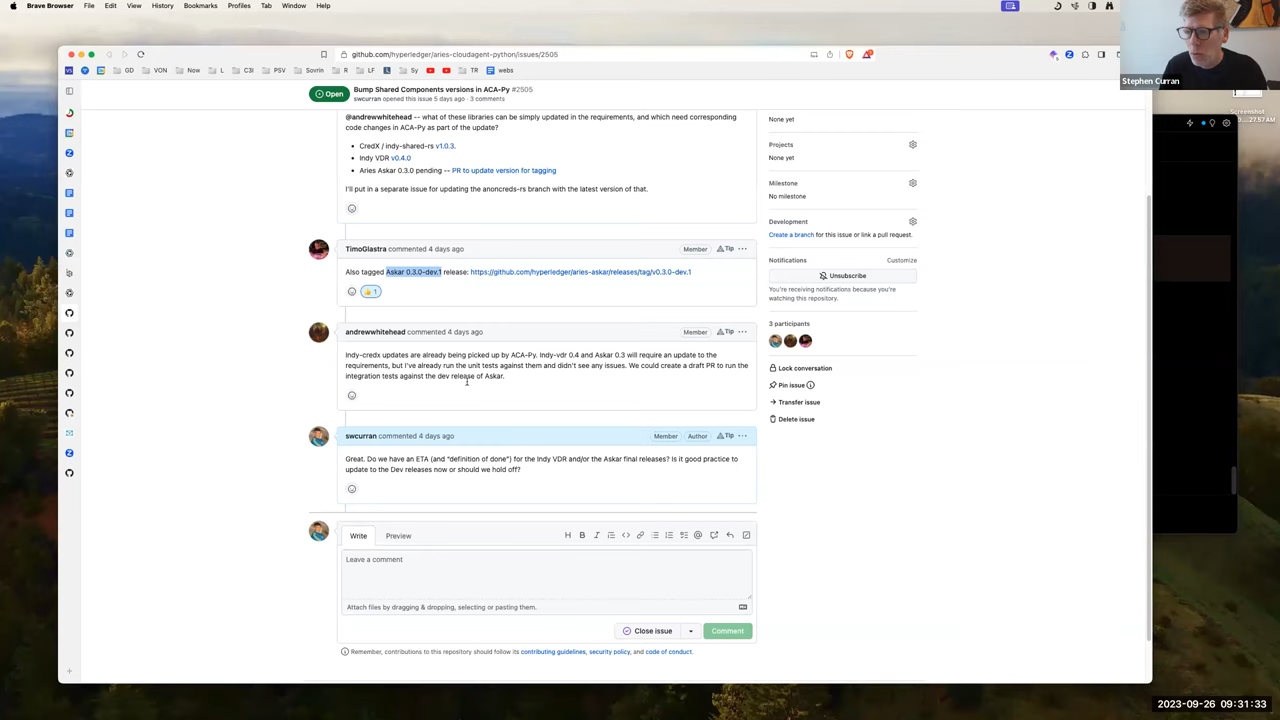 Brave Browser File Edit View History Bookmarks Profiles Tab Window Help
github.com/hyperledger/aries-cloudagent-python/issues/2505
GD VON Now L C3I PSV Sovrin R LF Sy TR webs
Stephen Curran
Screenshot
Open
Bump Shared Components versions in ACA-Py #2505
swcurran opened this issue 5 days ago · 3 comments
@andrewwhitehead -- what of these libraries can be simply updated in the requirements, and which need corresponding
code changes in ACA-Py as part of the update?
• CredX / indy-shared-rs v1.0.3.
• Indy VDR v0.4.0
• Aries Askar 0.3.0 pending -- PR to update version for tagging
I'll put in a separate issue for updating the anoncreds-rs branch with the latest version of that.
TimoGlastra commented 4 days ago
Member Tip
Also tagged Askar 0.3.0-dev.1 release: https://github.com/hyperledger/aries-askar/releases/tag/v0.3.0-dev.1
👍 1
andrewwhitehead commented 4 days ago
Member Tip
Indy-credx updates are already being picked up by ACA-Py. Indy-vdr 0.4 and Askar 0.3 will require an update to the
requirements, but I've already run the unit tests against them and didn't see any issues. We could create a draft PR to run the
integration tests against the dev release of Askar.
swcurran commented 4 days ago
Member Author Tip
Great. Do we have an ETA (and "definition of done") for the Indy VDR and/or the Askar final releases? Is it good practice to
update to the Dev releases now or should we hold off?
Write Preview
Leave a comment
Attach files by dragging & dropping, selecting or pasting them.
Close issue
Comment
Remember, contributions to this repository should follow its contributing guidelines, security policy, and code of conduct.
None yet
Projects
None yet
Milestone
No milestone
Development
Create a branch for this issue or link a pull request.
Notifications Customize
Unsubscribe
You're receiving notifications because you're
watching this repository.
3 participants
Lock conversation
Pin issue
Transfer issue
Delete issue
2023-09-26 09:31:33